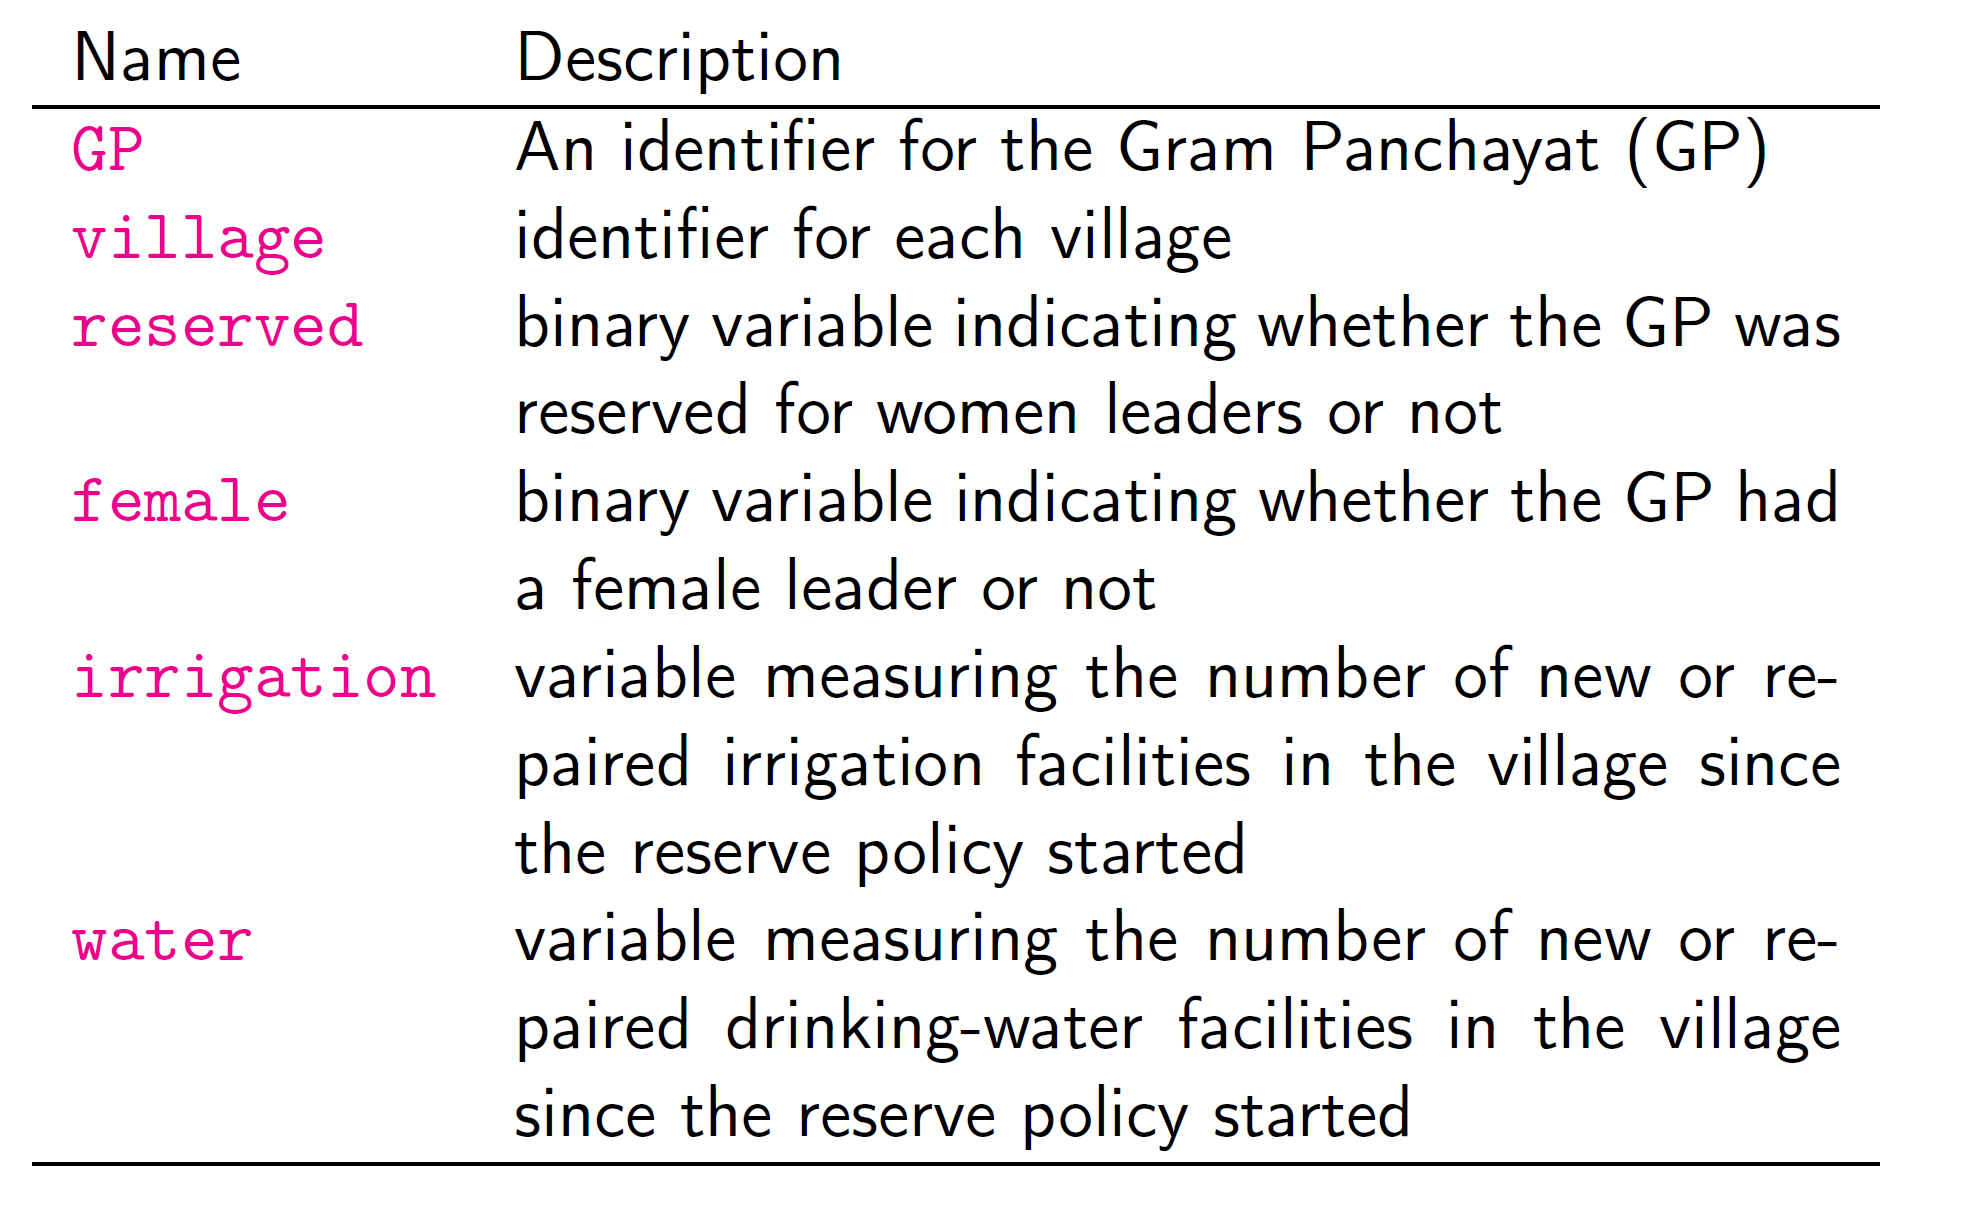 Name Description
GP An identifier for the Gram Panchayat (GP)
village identifier for each village
reserved binary variable indicating whether the GP was
reserved for women leaders or not
female binary variable indicating whether the GP had
a female leader or not
irrigation variable measuring the number of new or re-
paired irrigation facilities in the village since
the reserve policy started
water variable measuring the number of new or re-
paired drinking-water facilities in the village
since the reserve policy started